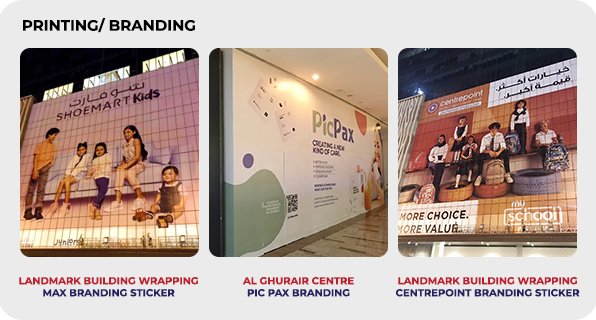 PRINTING/ BRANDING
شو مارت
SHOEMART Kids
Juniors
PicPax
CREATING A NEW
KIND OF CARE.
خيارات أكثر.
قيمة أكبر.
centrepoint
MORE CHOICE.
MORE VALUE.
my
school
LANDMARK BUILDING WRAPPING
MAX BRANDING STICKER
AL GHURAIR CENTRE
PIC PAX BRANDING
LANDMARK BUILDING WRAPPING
CENTREPOINT BRANDING STICKER